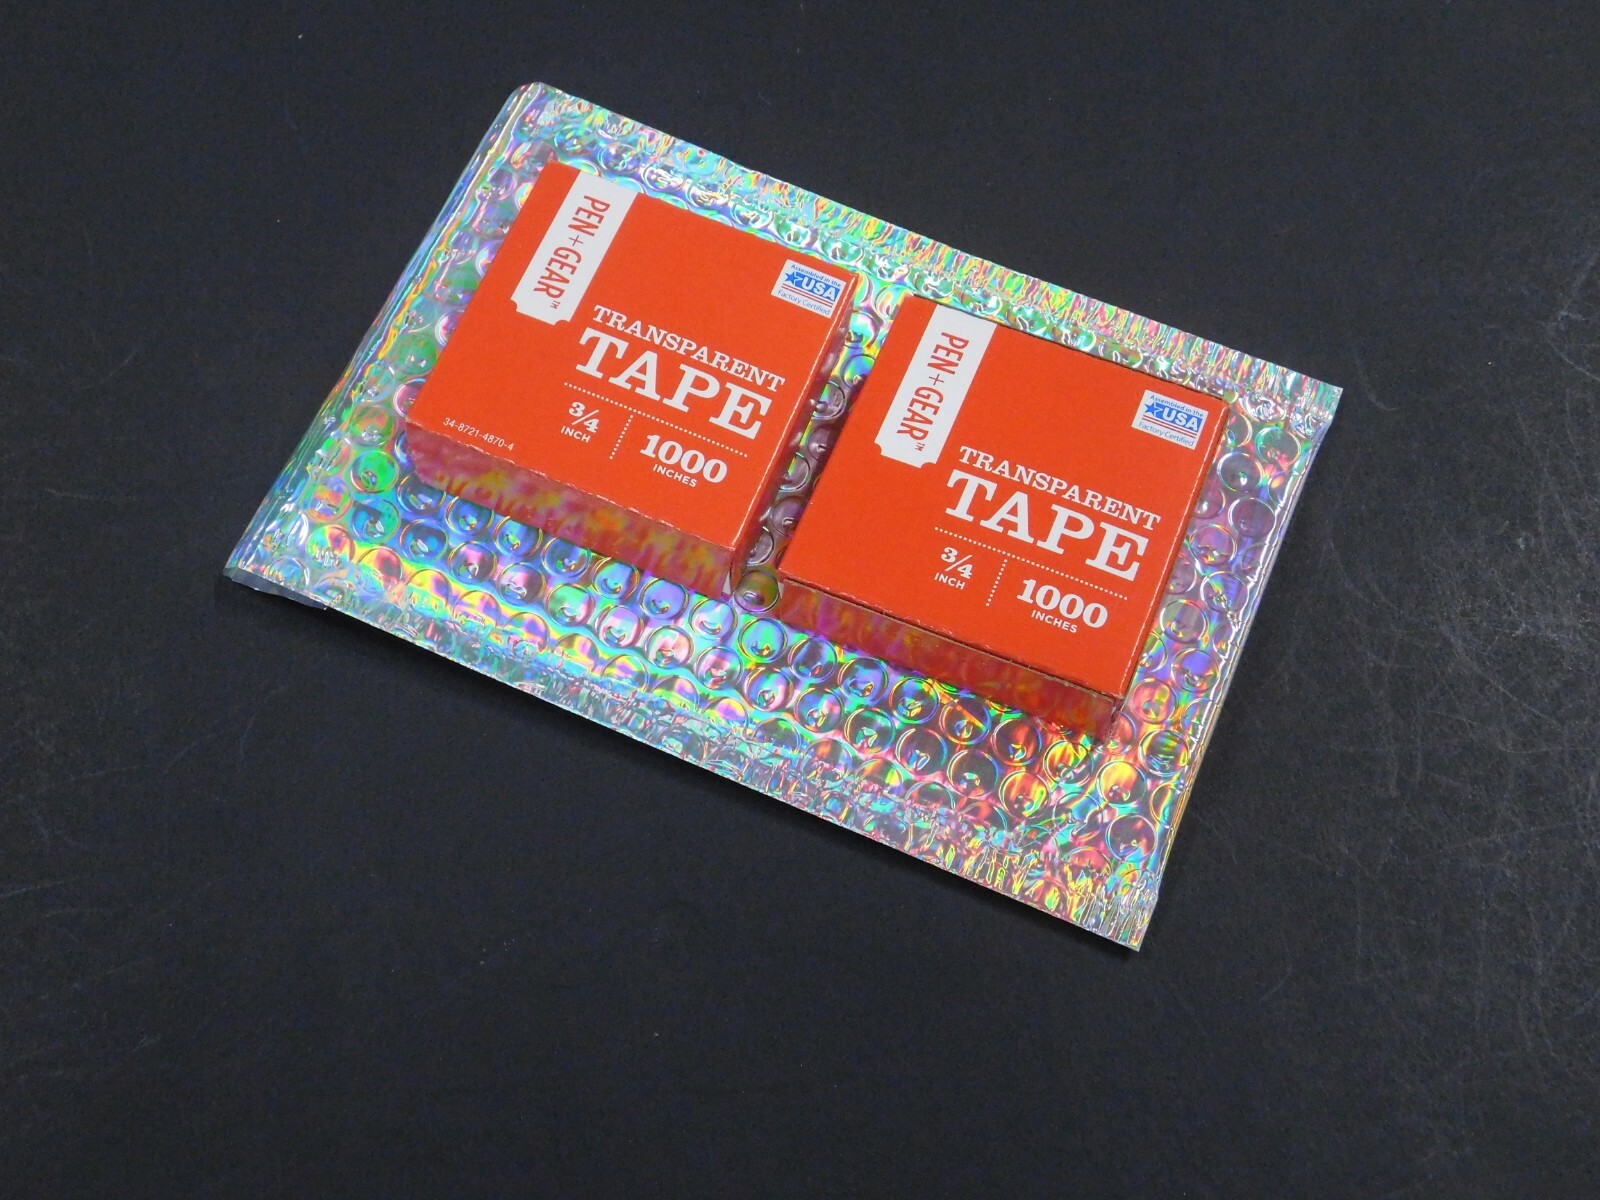 PEN+GEAR™
Assembled in the
USA
Factory Certified
TRANSPARENT
TAPE
3/4
INCH
1000
INCHES
34-8721-4870-4
PEN+GEAR™
Assembled in the
USA
Factory Certified
TRANSPARENT
TAPE
3/4
INCH
1000
INCHES